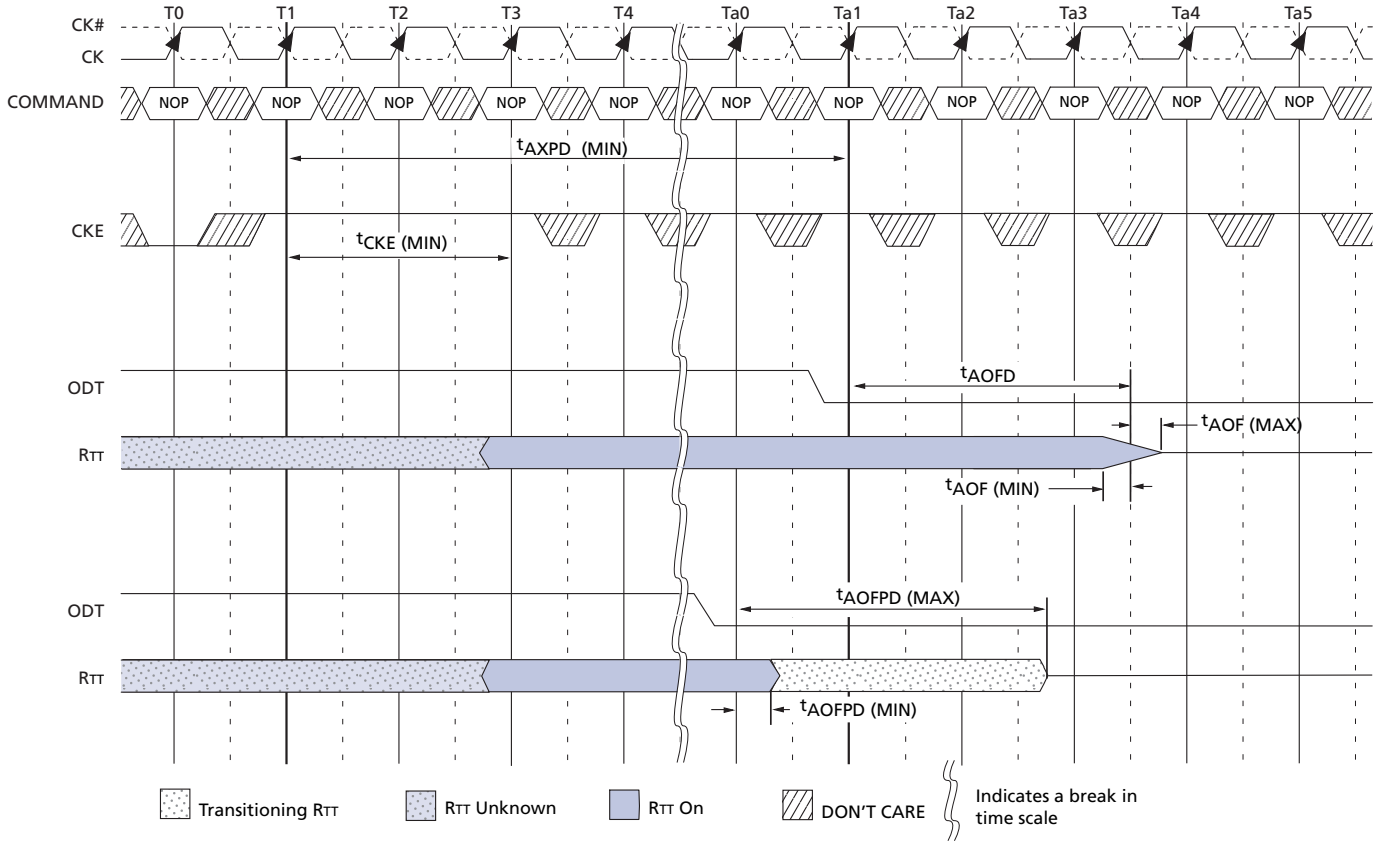 T0 T1 T2 T3 T4 Ta0 Ta1 Ta2 Ta3 Ta4 Ta5
CK#
CK
COMMAND NOP NOP NOP NOP NOP NOP NOP NOP NOP NOP NOP
tAXPD (MIN)
CKE
tCKE (MIN)
ODT
tAOFD
tAOF (MAX)
RTT
tAOF (MIN)
ODT
tAOFPD (MAX)
RTT
tAOFPD (MIN)
Transitioning RTT RTT Unknown RTT On DON'T CARE Indicates a break in
time scale